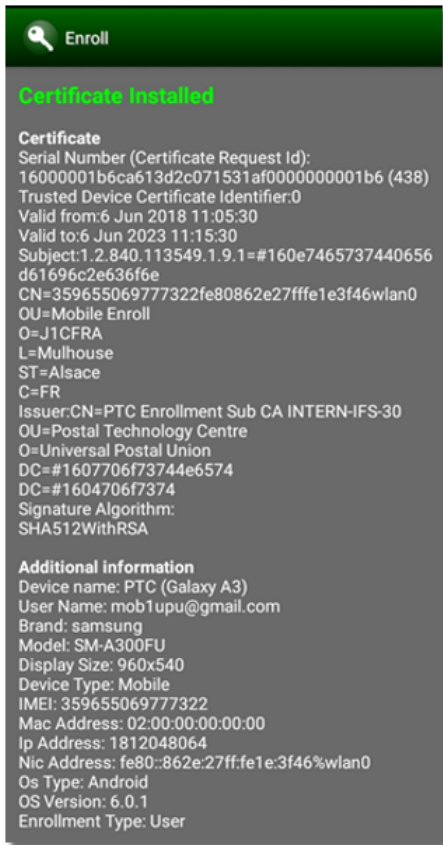 Enroll
Certificate Installed
Certificate
Serial Number (Certificate Request Id):
16000001b6ca613d2c071531af0000000001b6 (438)
Trusted Device Certificate Identifier:0
Valid from:6 Jun 2018 11:05:30
Valid to:6 Jun 2023 11:15:30
Subject:1.2.840.113549.1.9.1=#160e7465737440656
d61696c2e636f6e
CN=359655069777322fe80862e27fffe1e3f46wlan0
OU=Mobile Enroll
O=J1CFRA
L=Mulhouse
ST=Alsace
C=FR
Issuer:CN=PTC Enrollment Sub CA INTERN-IFS-30
OU=Postal Technology Centre
O=Universal Postal Union
DC=#1607706f73744e6574
DC=#1604706f7374
Signature Algorithm:
SHA512WithRSA
Additional information
Device name: PTC (Galaxy A3)
User Name: mob1upu@gmail.com
Brand: samsung
Model: SM-A300FU
Display Size: 960x540
Device Type: Mobile
IMEI: 359655069777322
Mac Address: 02:00:00:00:00:00
Ip Address: 1812048064
Nic Address: fe80::862e:27ff:fe1e:3f46%wlan0
Os Type: Android
OS Version: 6.0.1
Enrollment Type: User